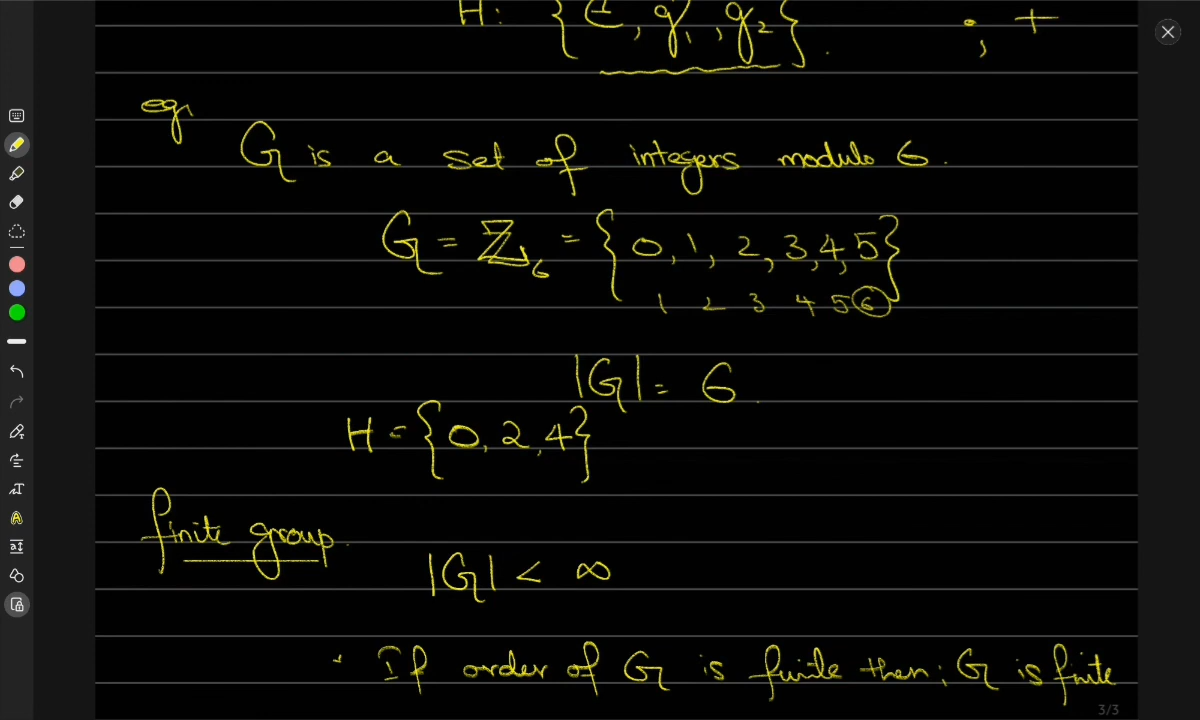 H: {e, g₁, g₂}. ; +
eg,
G is a set of integers modulo 6.
G = ℤ₆ = {0, 1, 2, 3, 4, 5}
1 2 3 4 5 6
|G| = 6.
H = {0, 2, 4}
finite group.
|G| < ∞
· If order of G is finite then; G is finite
3/3